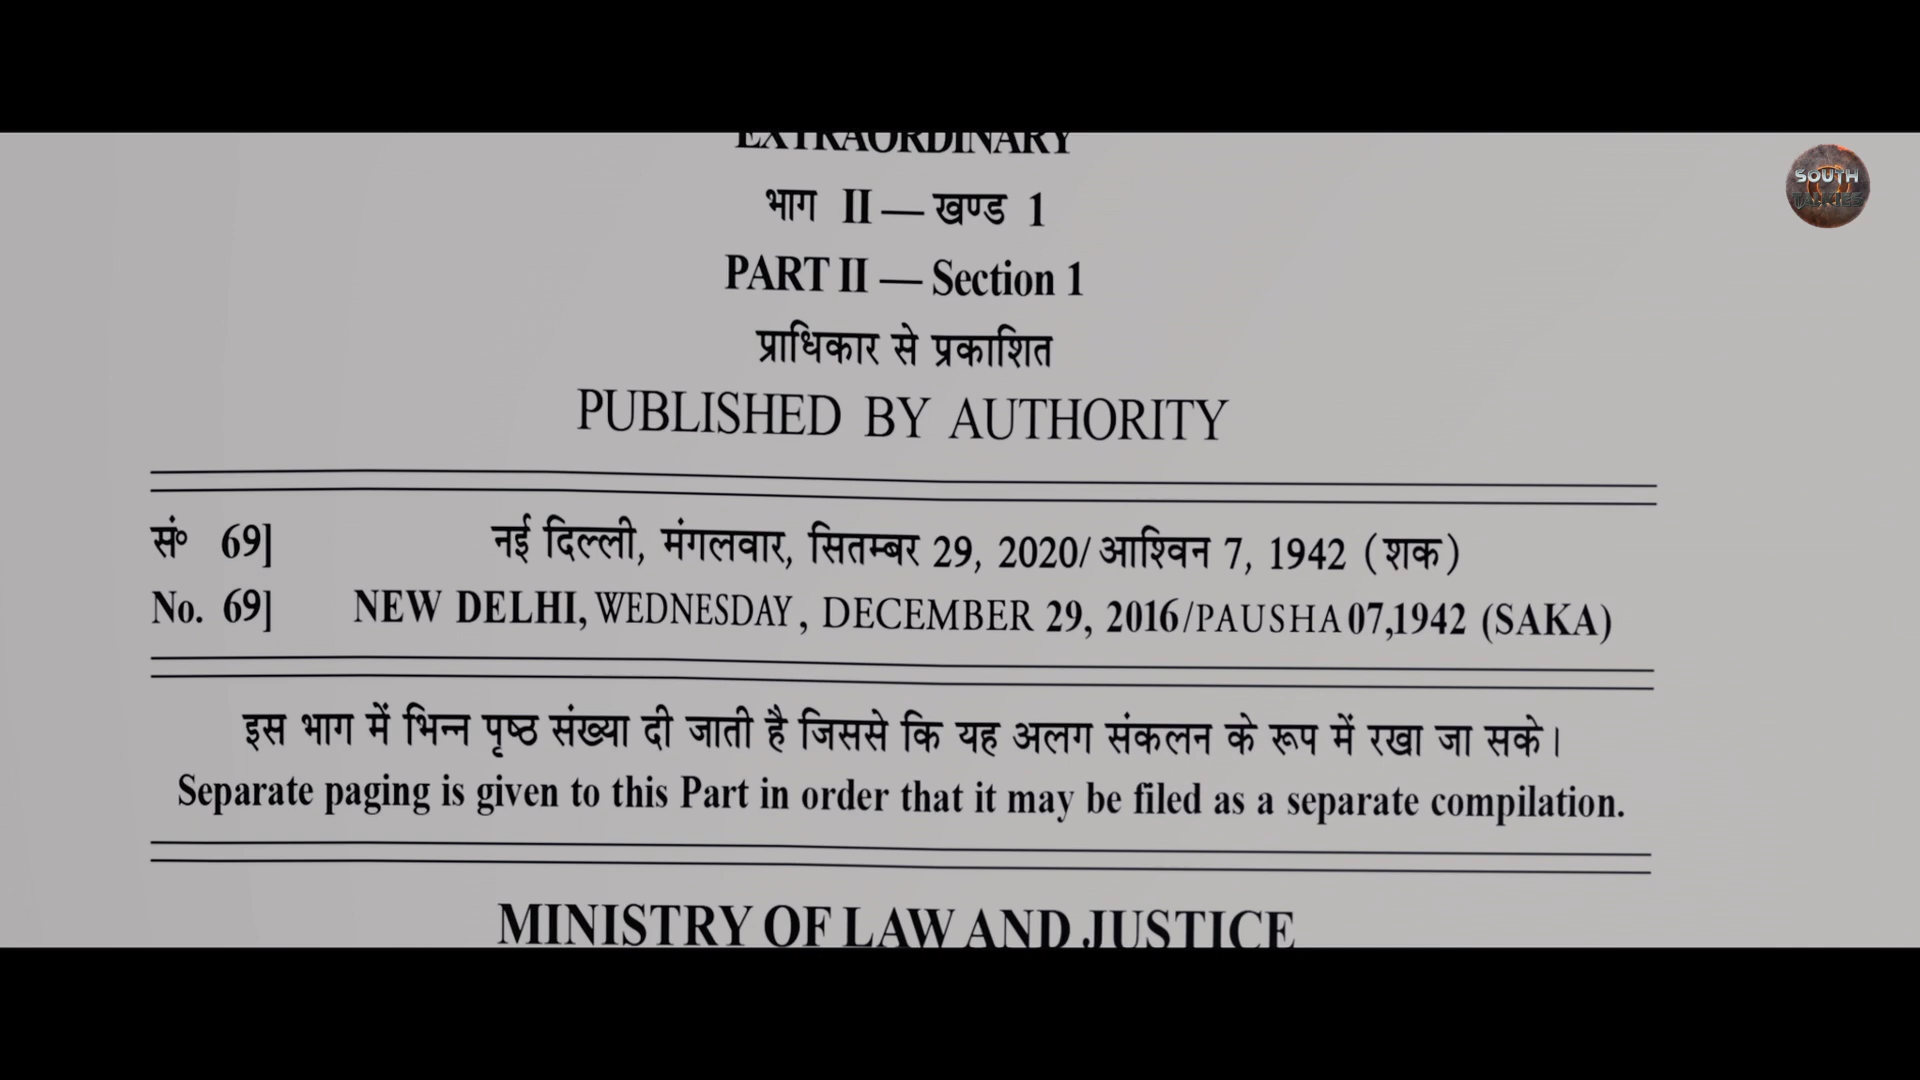 EXTRAORDINARY
SOUTH
TALKIES
भाग II — खण्ड 1
PART II — Section 1
प्राधिकार से प्रकाशित
PUBLISHED BY AUTHORITY
सं० 69] नई दिल्ली, मंगलवार, सितम्बर 29, 2020/ आश्विन 7, 1942 (शक)
No. 69] NEW DELHI, WEDNESDAY, DECEMBER 29, 2016/PAUSHA 07,1942 (SAKA)
इस भाग में भिन्न पृष्ठ संख्या दी जाती है जिससे कि यह अलग संकलन के रूप में रखा जा सके।
Separate paging is given to this Part in order that it may be filed as a separate compilation.
MINISTRY OF LAW AND JUSTICE